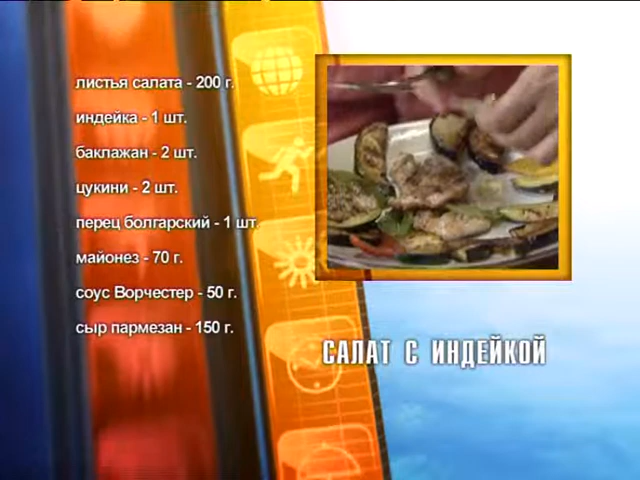 листья салата - 200 г.
индейка - 1 шт.
баклажан - 2 шт.
цукини - 2 шт.
перец болгарский - 1 шт.
майонез - 70 г.
соус Ворчестер - 50 г.
сыр пармезан - 150 г.
САЛАТ С ИНДЕЙКОЙ